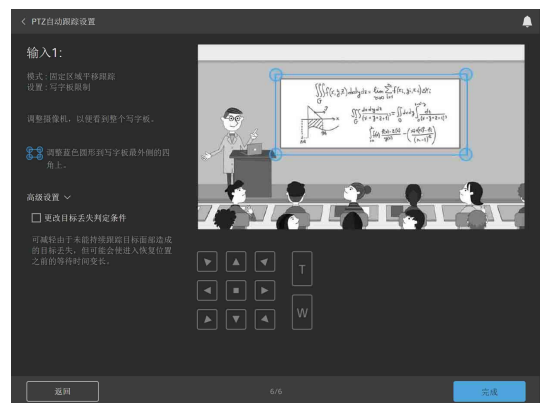 PTZ自动跟踪设置
输入1:
模式：固定区域平移跟踪
设置：写字板限制
调整摄像机，以便看到整个写字板。
调整蓝色圆形到写字板最外侧的四
角上。
高级设置
更改目标丢失判定条件
可减轻由于未能持续跟踪目标面部造成
的目标丢失，但可能会使进入恢复位置
之前的等待时间变长。
T
W
返回
6/6
完成